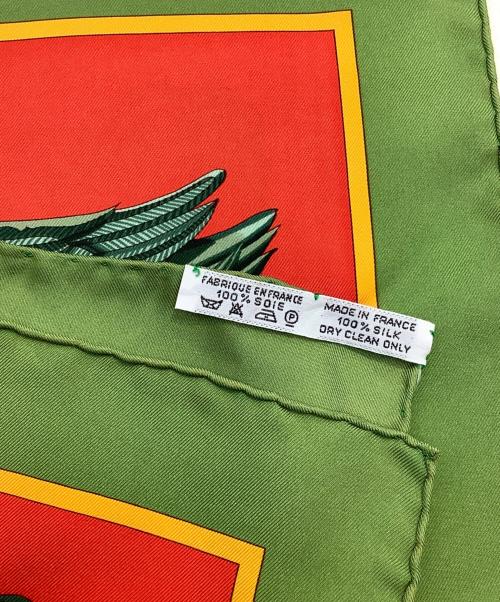 FABRIQUE EN FRANCE
100% SOIE
MADE IN FRANCE
100% SILK
DRY CLEAN ONLY